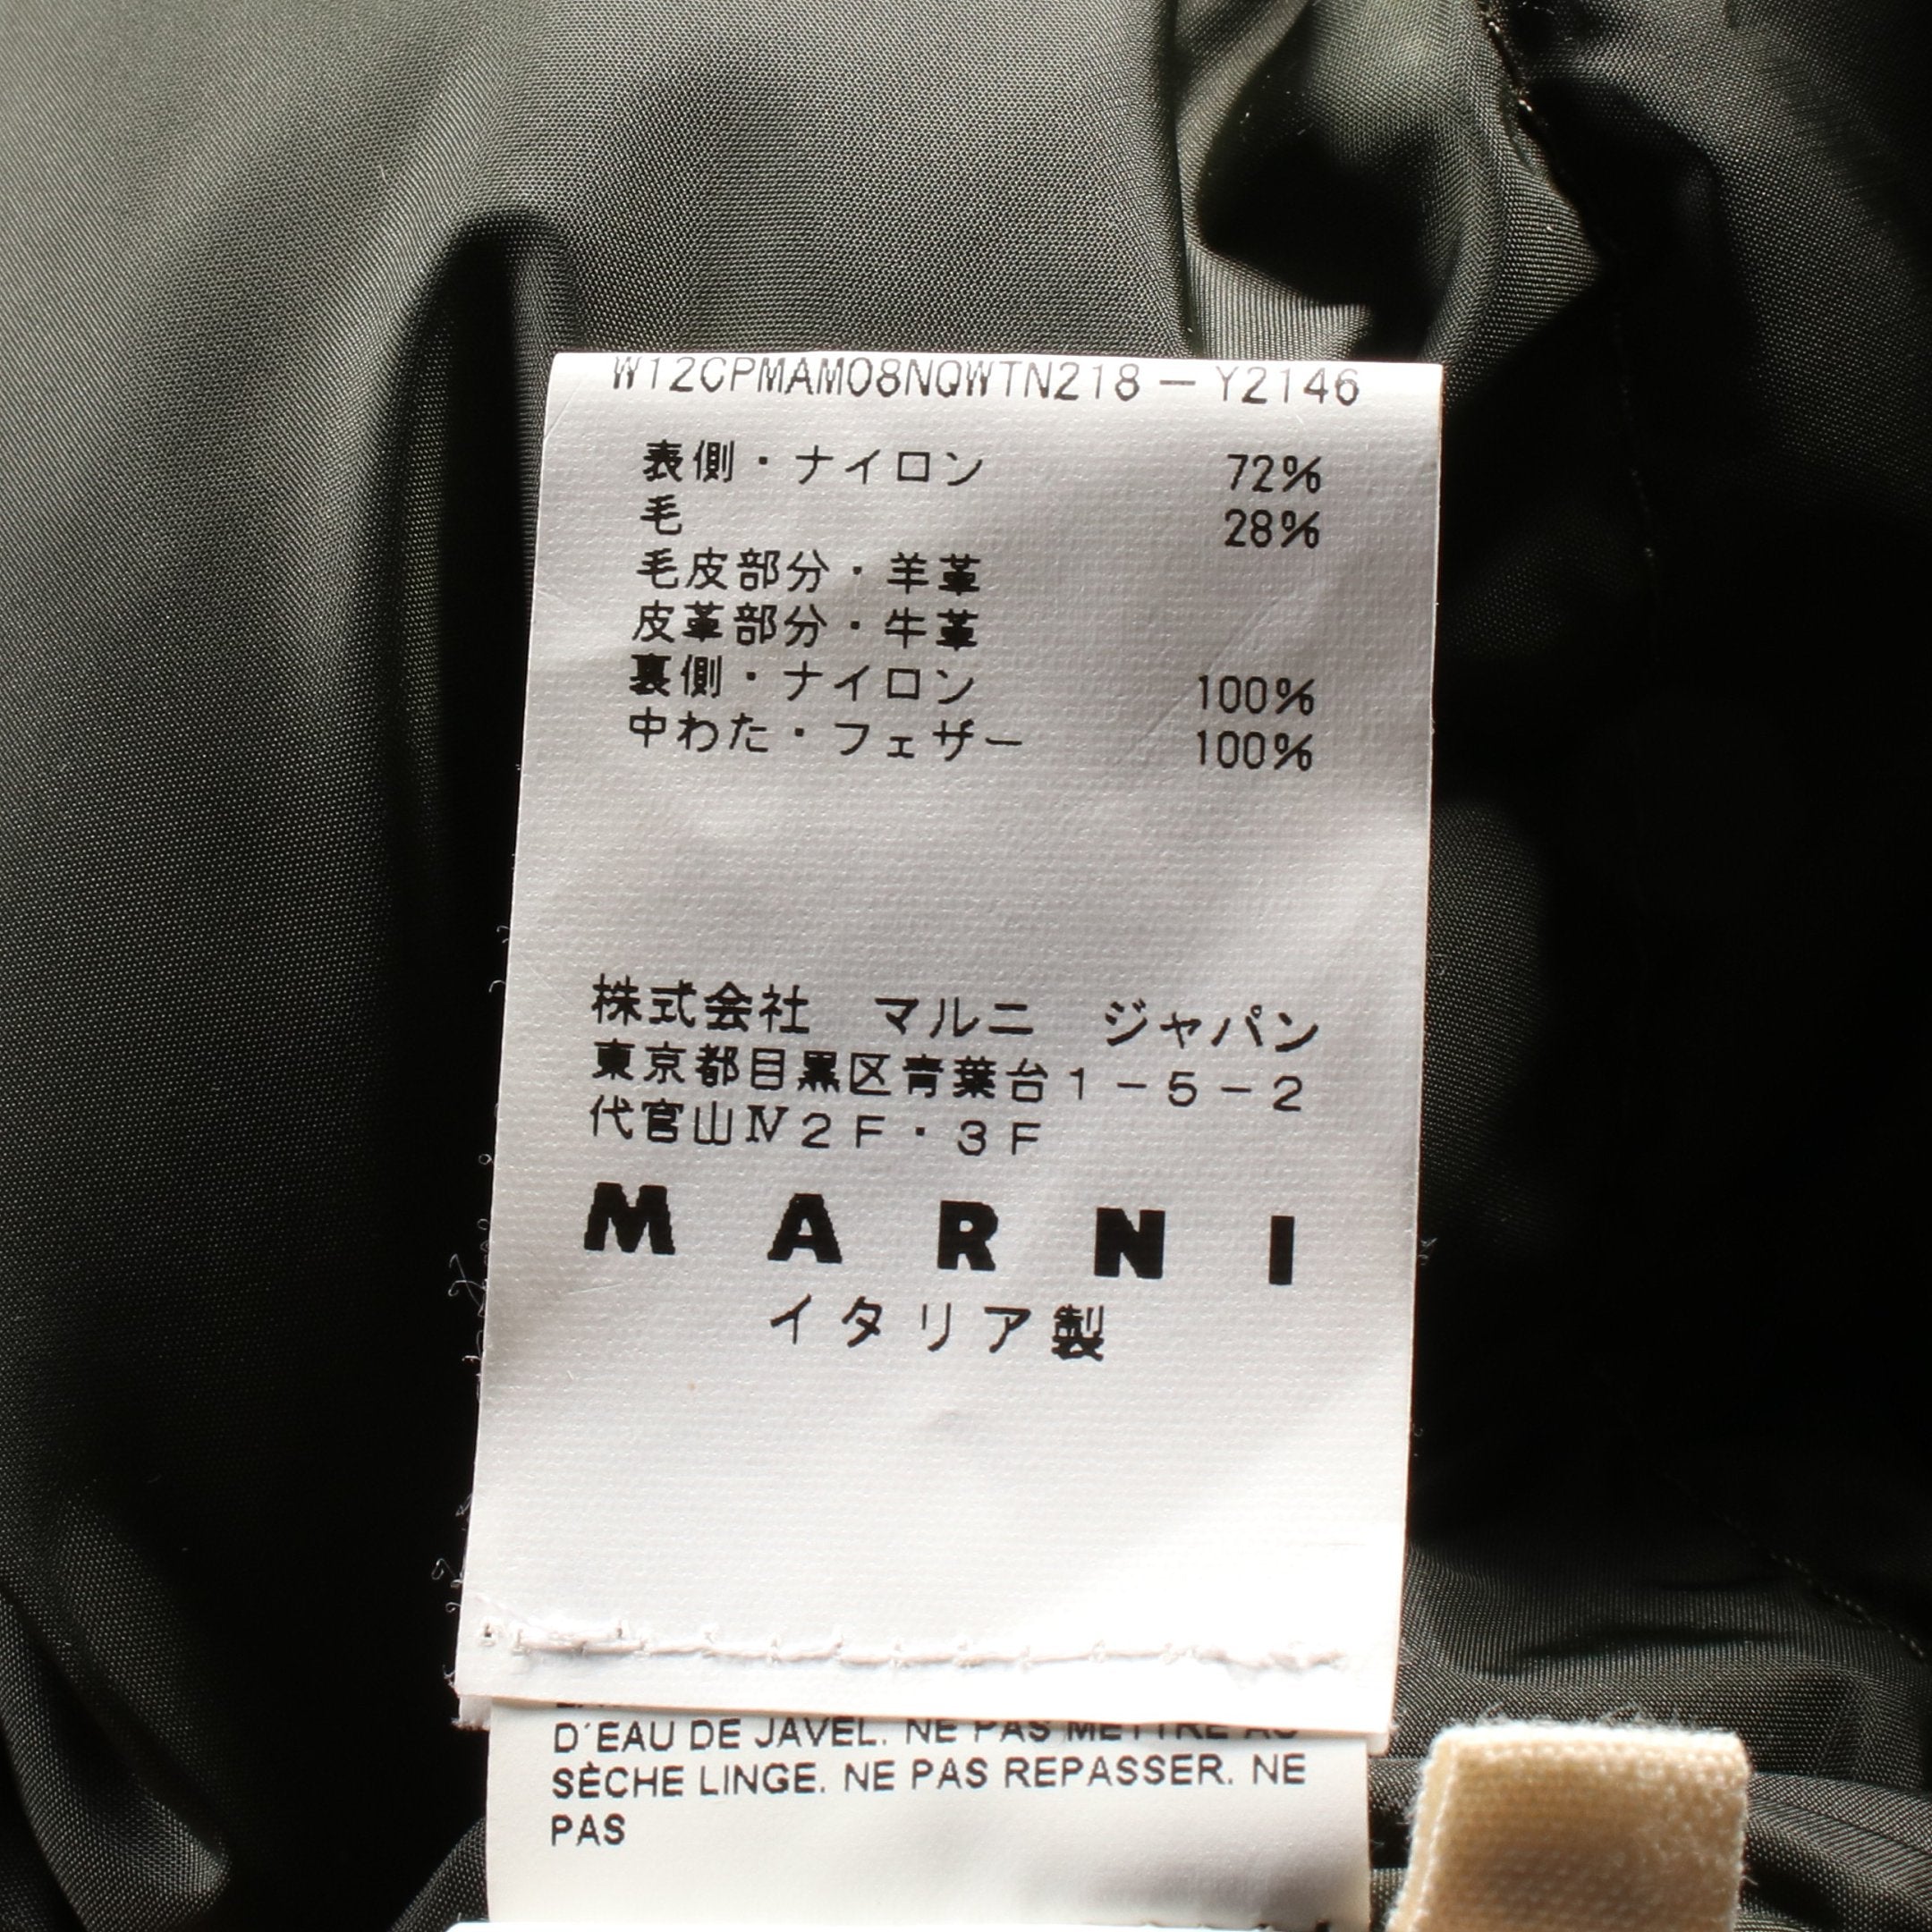 W12CPMAM08NQWTN218－Y2146
表側・ナイロン 72%
毛 28%
毛皮部分・羊革
皮革部分・牛革
裏側・ナイロン 100%
中わた・フェザー 100%
株式会社　マルニ　ジャパン
東京都目黒区青葉台１－５－２
代官山Ⅳ２Ｆ・３Ｆ
MARNI
イタリア製
D'EAU DE JAVEL. NE PAS METTRE AU
SÈCHE LINGE. NE PAS REPASSER. NE
PAS